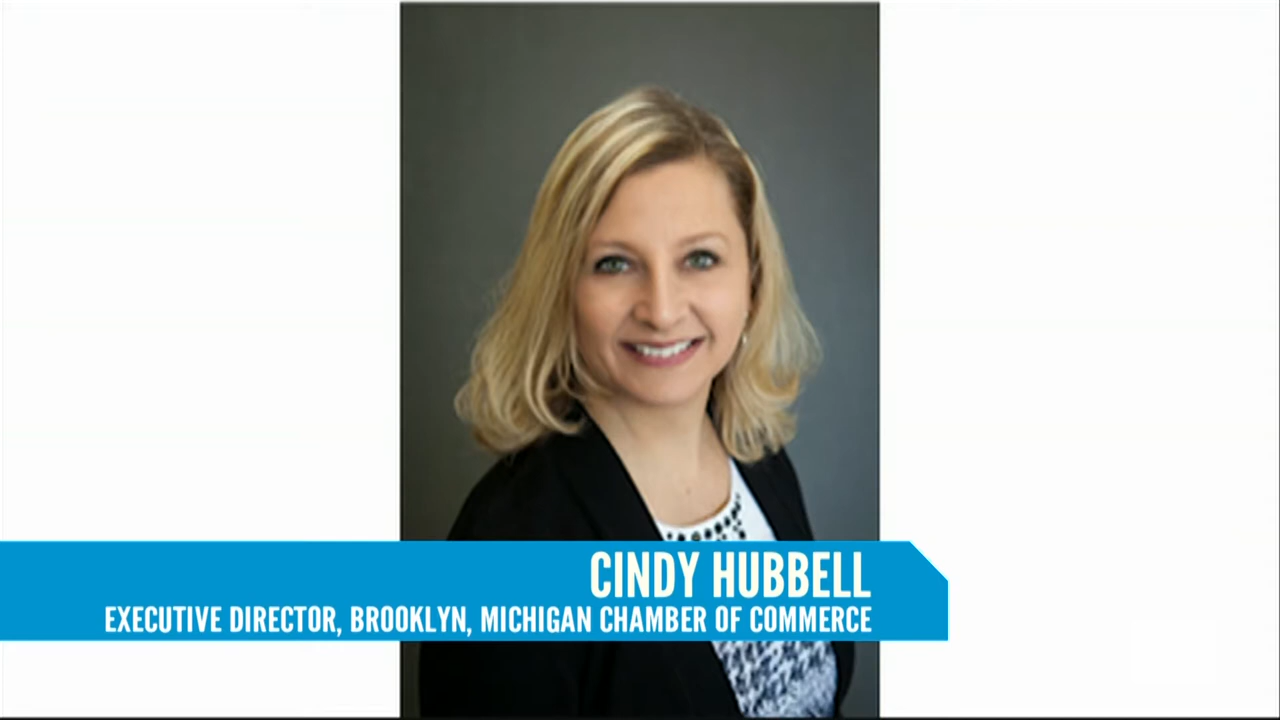 CINDY HUBBELL
EXECUTIVE DIRECTOR, BROOKLYN, MICHIGAN CHAMBER OF COMMERCE